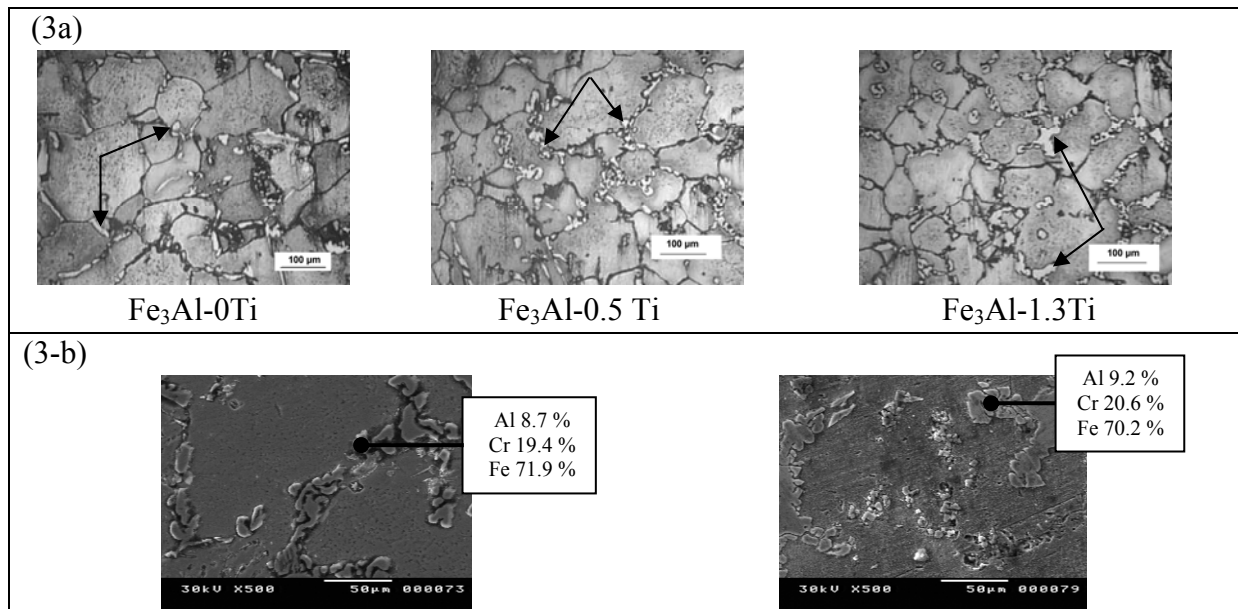 (3a)
100 µm
100 µm
100 µm
Fe₃Al-0Ti
Fe₃Al-0.5 Ti
Fe₃Al-1.3Ti
(3-b)
Al 8.7 %
Cr 19.4 %
Fe 71.9 %
Al 9.2 %
Cr 20.6 %
Fe 70.2 %
30kV X500 50µm 000073
30kV X500 50µm 000079